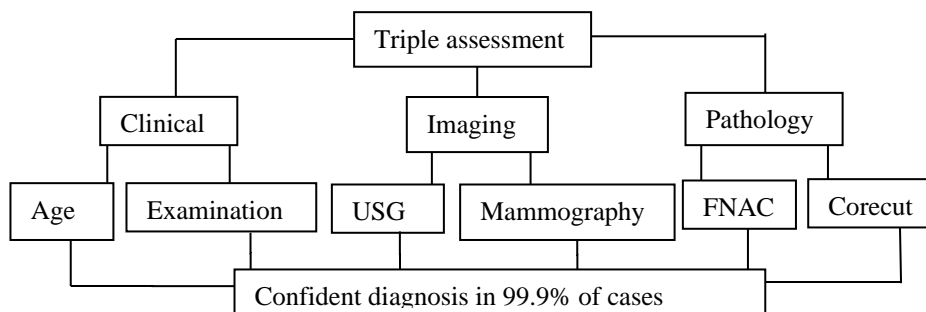 Triple assessment
Clinical
Imaging
Pathology
Age
Examination
USG
Mammography
FNAC
Corecut
Confident diagnosis in 99.9% of cases